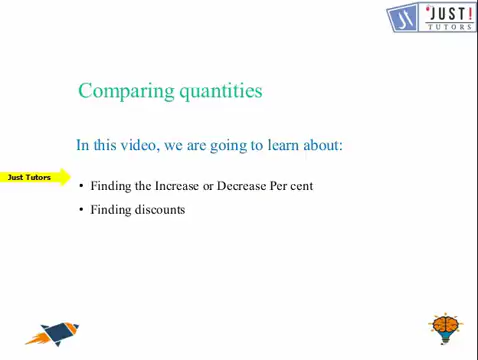 JUST!
TUTORS
Comparing quantities
In this video, we are going to learn about:
Just Tutors
• Finding the Increase or Decrease Per cent
• Finding discounts